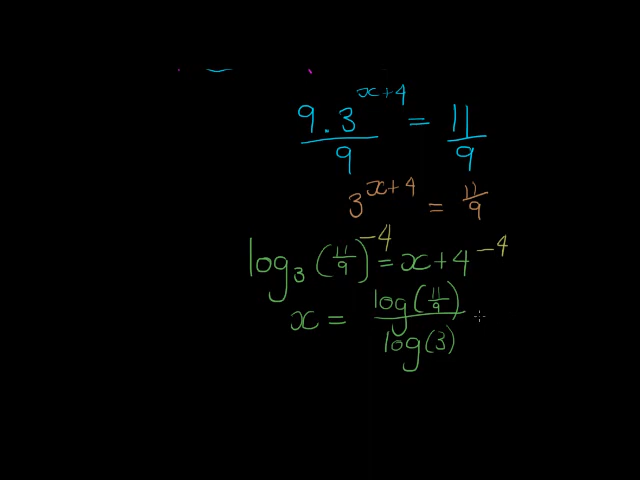 9.3^{x+4}/9 = 11/9
3^{x+4} = 11/9
log₃(11/9) -4 = x+4 -4
x = log(11/9)/log(3)